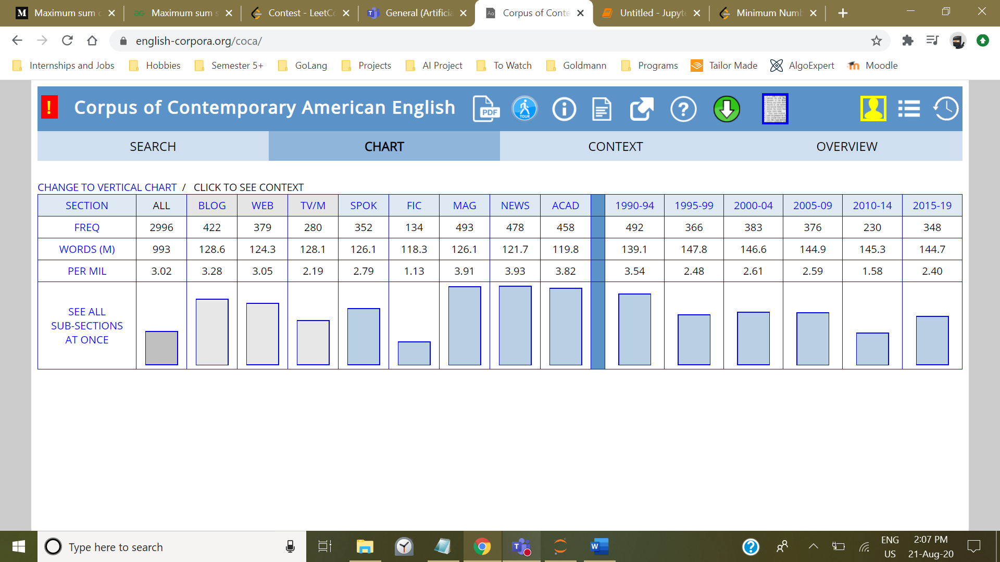 M Maximum sum
Maximum sum s
Contest - LeetC
General (Artificia
Corpus of Conte
Untitled - Jupyt
Minimum Num
english-corpora.org/coca/
Internships and Jobs Hobbies Semester 5+ GoLang Projects AI Project To Watch Goldmann Programs Tailor Made AlgoExpert Moodle
! Corpus of Contemporary American English PDF TOUR i ?
SEARCH CHART CONTEXT OVERVIEW
CHANGE TO VERTICAL CHART / CLICK TO SEE CONTEXT
SECTION ALL BLOG WEB TV/M SPOK FIC MAG NEWS ACAD 1990-94 1995-99 2000-04 2005-09 2010-14 2015-19
FREQ 2996 422 379 280 352 134 493 478 458 492 366 383 376 230 348
WORDS (M) 993 128.6 124.3 128.1 126.1 118.3 126.1 121.7 119.8 139.1 147.8 146.6 144.9 145.3 144.7
PER MIL 3.02 3.28 3.05 2.19 2.79 1.13 3.91 3.93 3.82 3.54 2.48 2.61 2.59 1.58 2.40
SEE ALL
SUB-SECTIONS
AT ONCE
Type here to search
ENG
US
2:07 PM
21-Aug-20